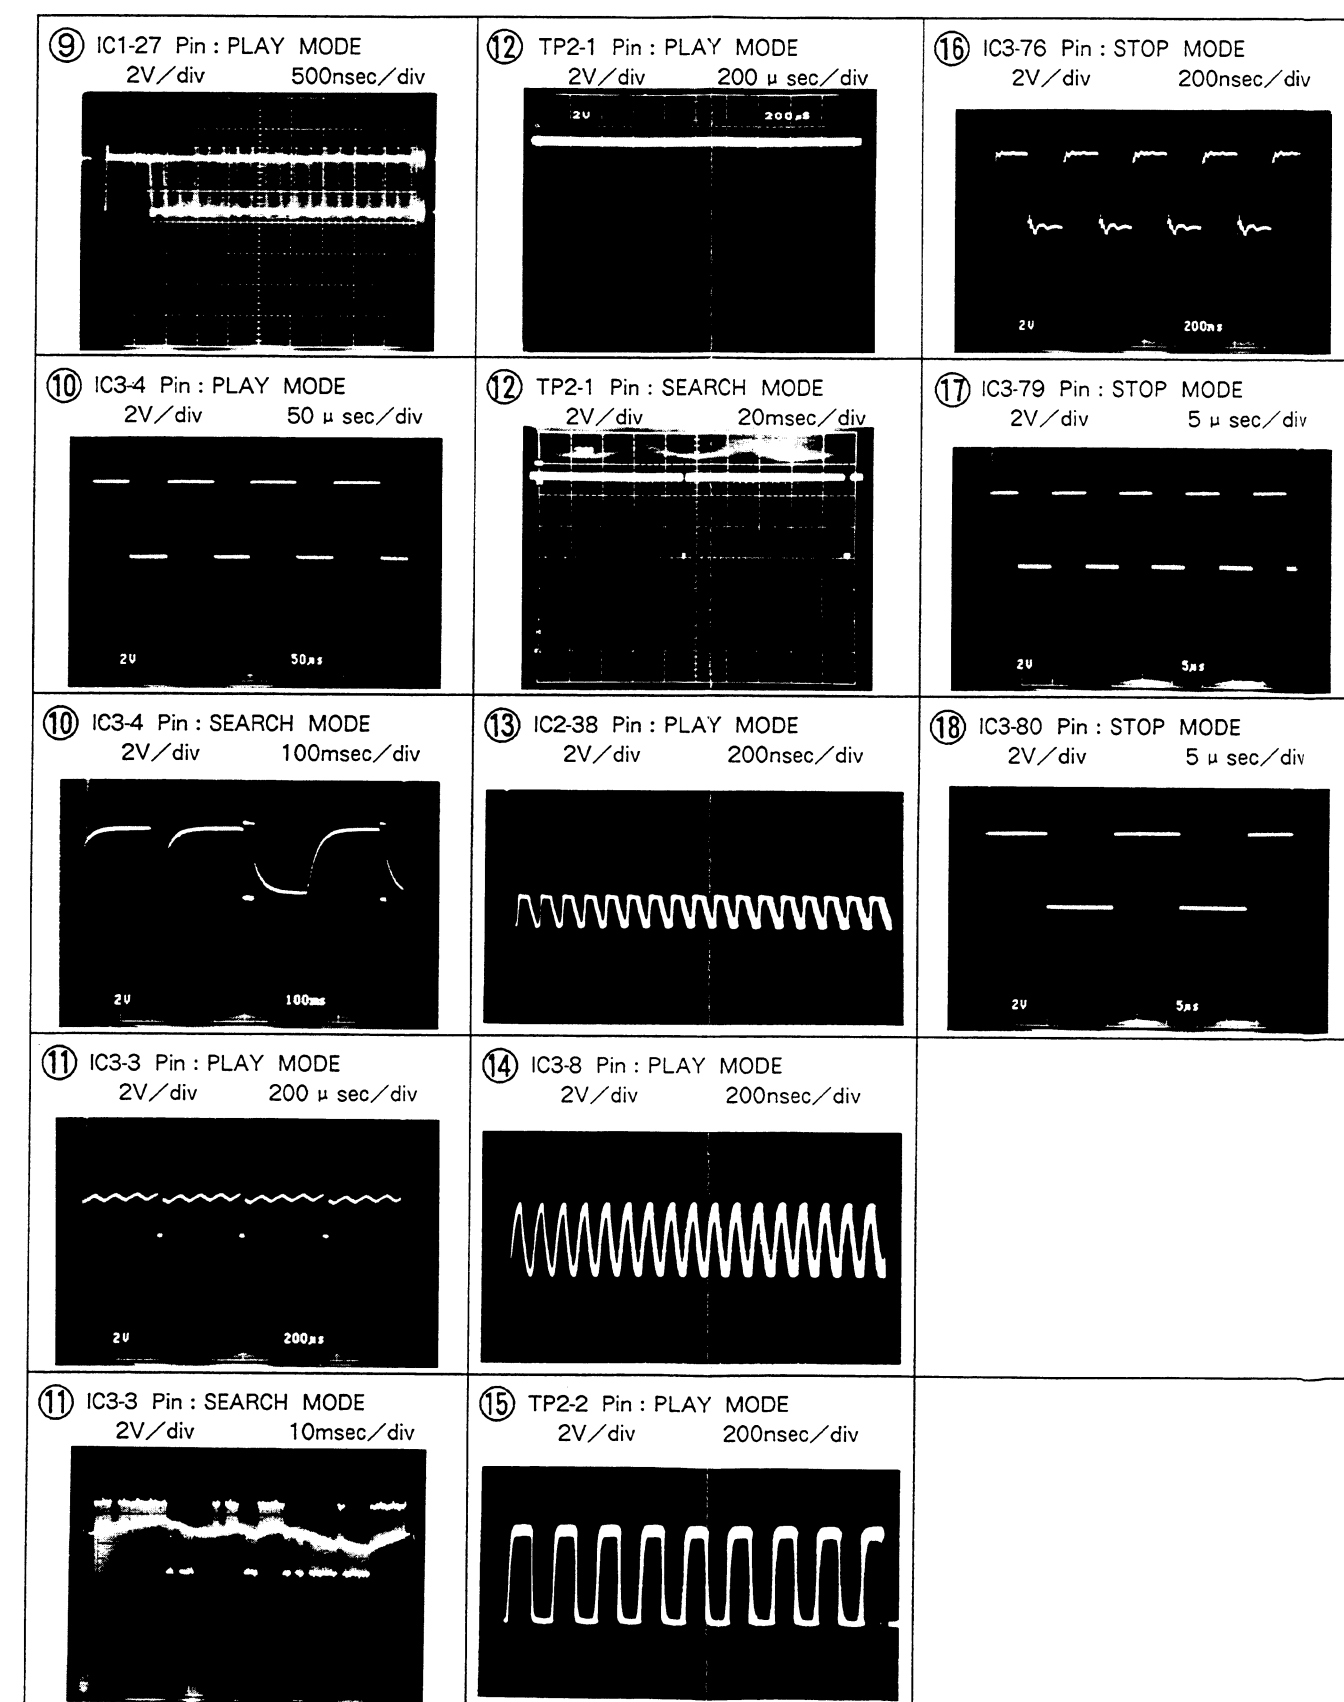 ⑨ IC1-27 Pin : PLAY MODE
2V/div 500nsec/div
⑩ IC3-4 Pin : PLAY MODE
2V/div 50 μ sec/div
2V 50μs
⑩ IC3-4 Pin : SEARCH MODE
2V/div 100msec/div
2V 100ms
⑪ IC3-3 Pin : PLAY MODE
2V/div 200 μ sec/div
2V 200μs
⑪ IC3-3 Pin : SEARCH MODE
2V/div 10msec/div
⑫ TP2-1 Pin : PLAY MODE
2V/div 200 μ sec/div
2V 200μS
⑫ TP2-1 Pin : SEARCH MODE
2V/div 20msec/div
⑬ IC2-38 Pin : PLAY MODE
2V/div 200nsec/div
⑭ IC3-8 Pin : PLAY MODE
2V/div 200nsec/div
⑮ TP2-2 Pin : PLAY MODE
2V/div 200nsec/div
⑯ IC3-76 Pin : STOP MODE
2V/div 200nsec/div
2V 200ns
⑰ IC3-79 Pin : STOP MODE
2V/div 5 μ sec/div
2V 5μs
⑱ IC3-80 Pin : STOP MODE
2V/div 5 μ sec/div
2V 5μs